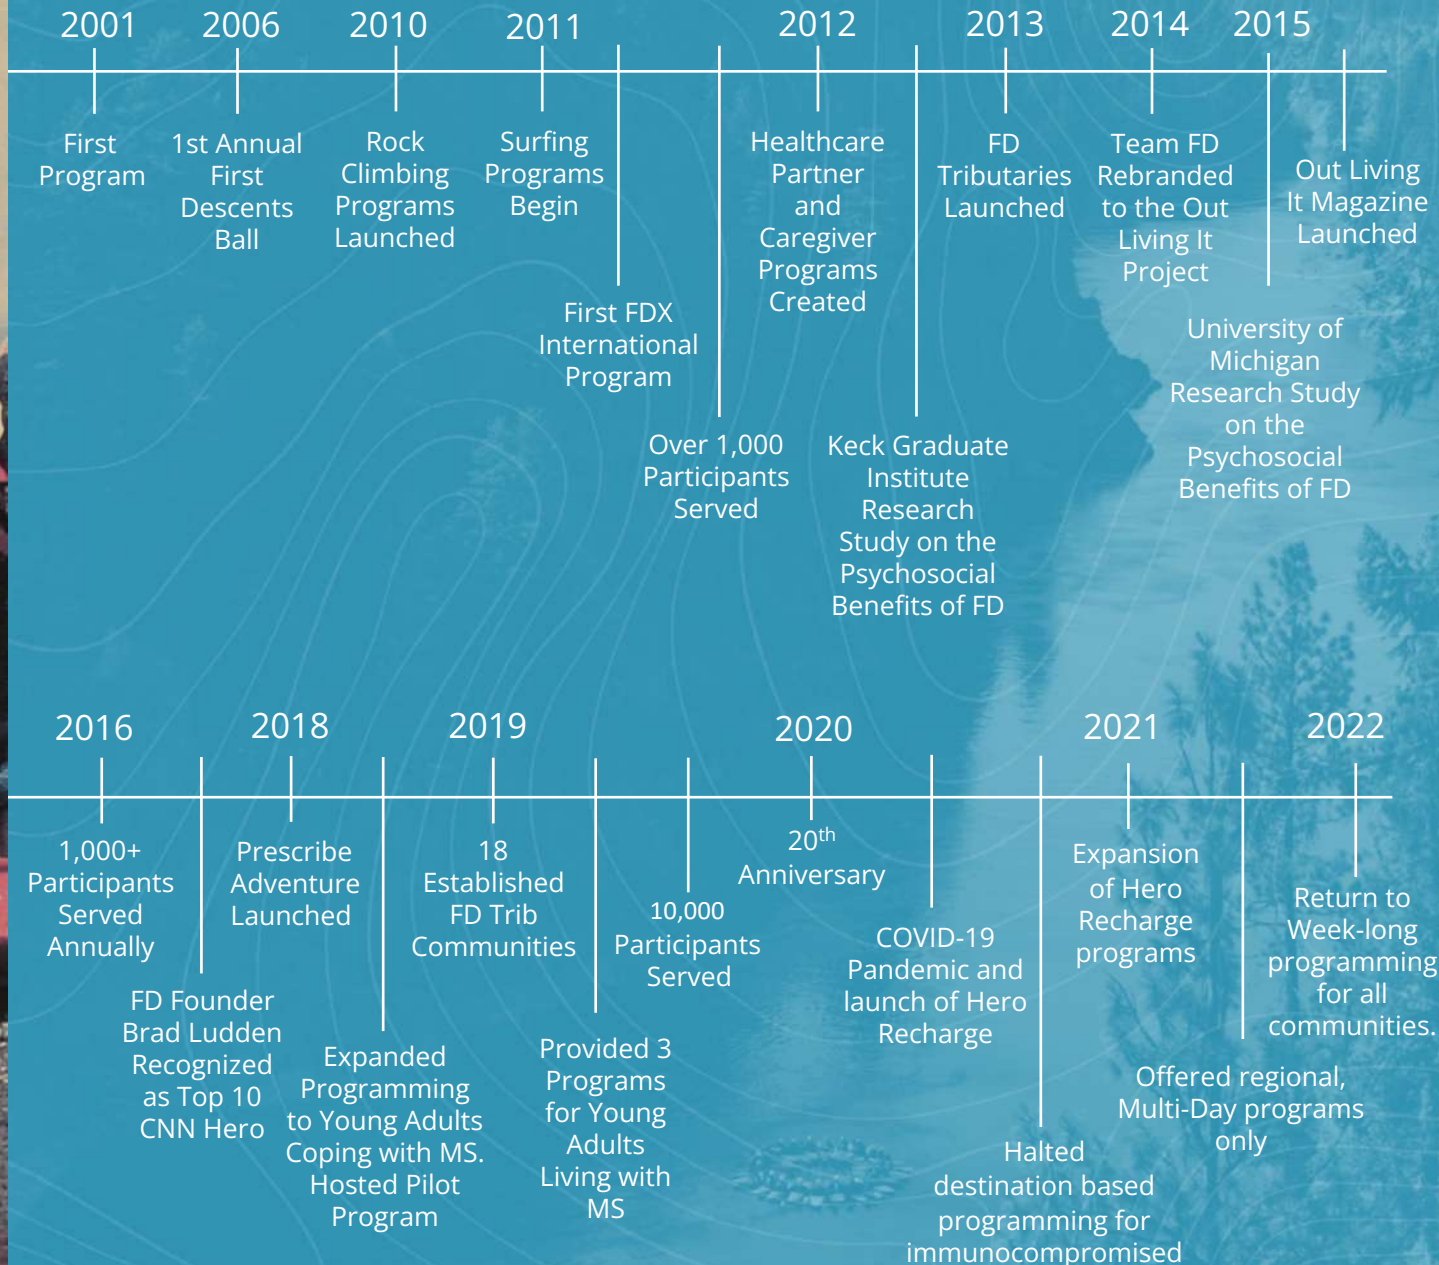 2001
First
Program
2006
1st Annual
First
Descents
Ball
2010
Rock
Climbing
Programs
Launched
2011
Surfing
Programs
Begin
First FDX
International
Program
Over 1,000
Participants
Served
2012
Healthcare
Partner
and
Caregiver
Programs
Created
Keck Graduate
Institute
Research
Study on the
Psychosocial
Benefits of FD
2013
FD
Tributaries
Launched
2014
Team FD
Rebranded
to the Out
Living It
Project
2015
University of
Michigan
Research Study
on the
Psychosocial
Benefits of FD
Out Living
It Magazine
Launched
2016
1,000+
Participants
Served
Annually
FD Founder
Brad Ludden
Recognized
as Top 10
CNN Hero
2018
Prescribe
Adventure
Launched
Expanded
Programming
to Young Adults
Coping with MS.
Hosted Pilot
Program
2019
18
Established
FD Trib
Communities
Provided 3
Programs
for Young
Adults
Living with
MS
10,000
Participants
Served
2020
20th
Anniversary
COVID-19
Pandemic and
launch of Hero
Recharge
Halted
destination based
programming for
immunocompromised
2021
Expansion
of Hero
Recharge
programs
Offered regional,
Multi-Day programs
only
2022
Return to
Week-long
programming
for all
communities.